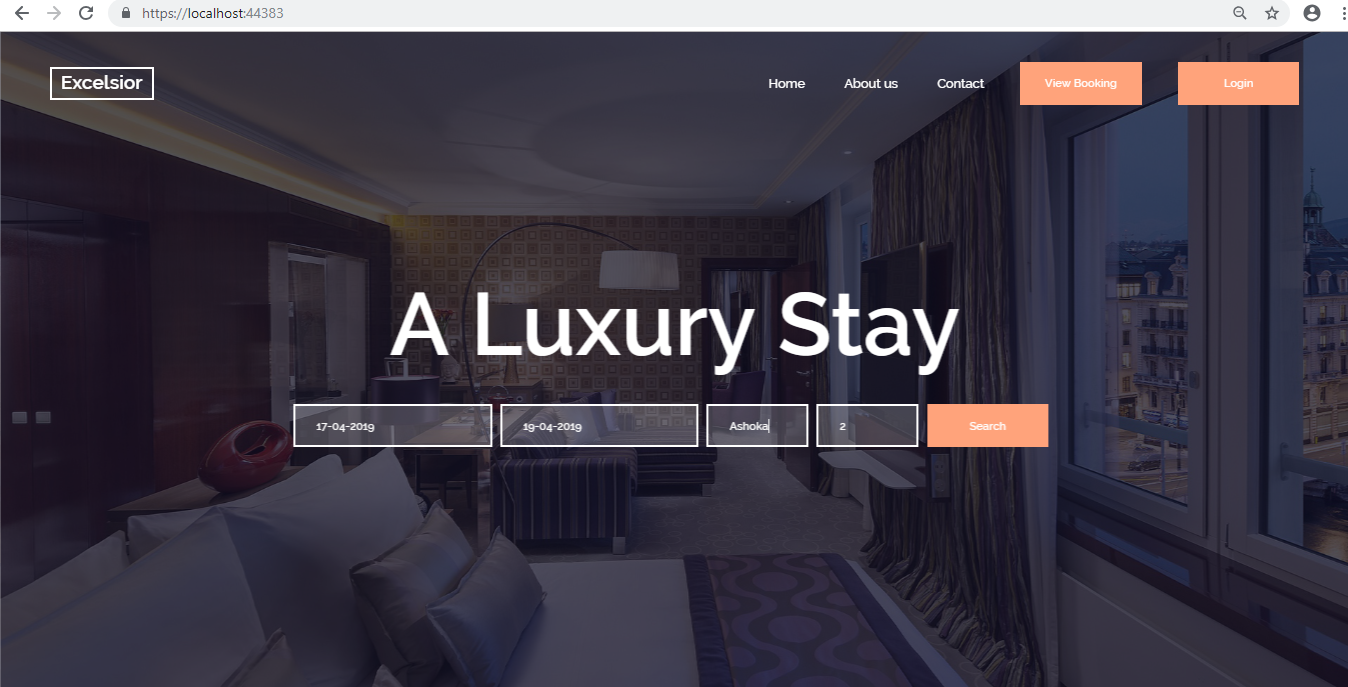 https://localhost:44383
Excelsior
Home About us Contact View Booking Login
A Luxury Stay
17-04-2019 19-04-2019 Ashoka 2 Search